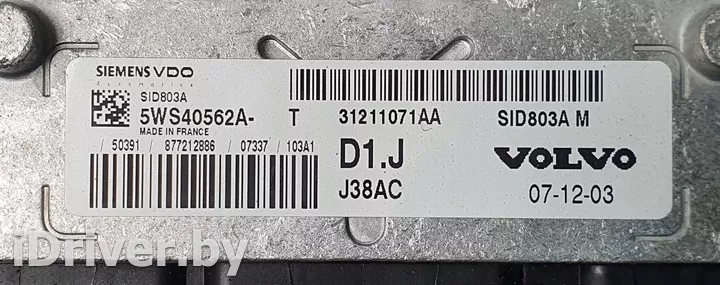 SIEMENS VDO
Automotive
SID803A
5WS40562A- T 31211071AA SID803A M
MADE IN FRANCE
/ 50391 / 877212886 / 07337 / 103A1
D1.J VOLVO
J38AC 07-12-03
iDriver.by